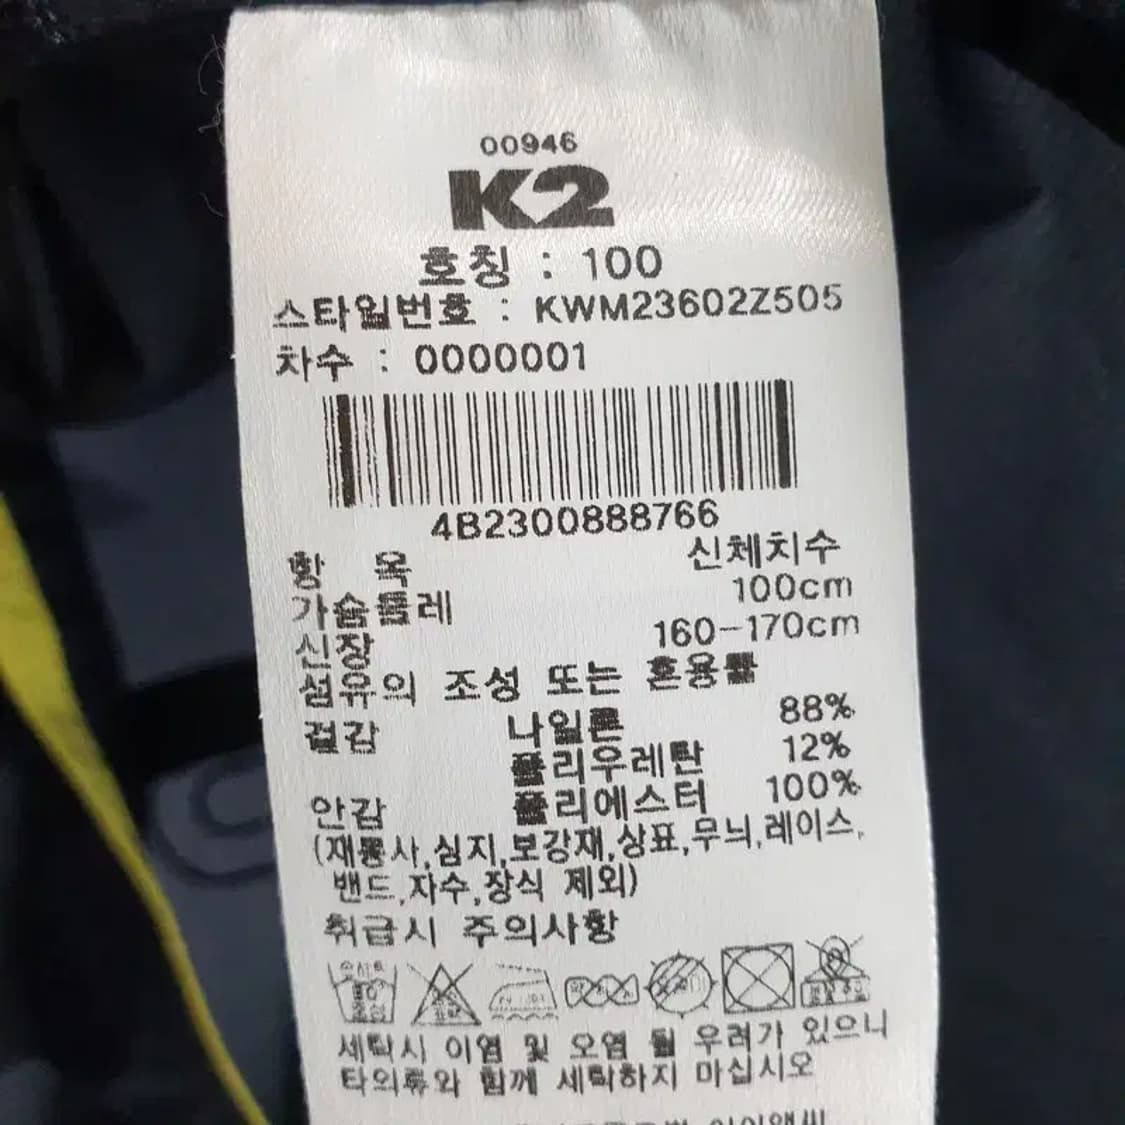 00946
K2
호칭 : 100
스타일번호 : KWM23602Z505
차수 : 0000001
4B2300888766
항 목 신체치수
가슴둘레 100cm
신장 160-170cm
섬유의 조성 또는 혼용률
겉감 나일론 88%
폴리우레탄 12%
안감 폴리에스터 100%
(재봉사,심지,보강재,상표,무늬,레이스,
밴드,자수,장식 제외)
취급시 주의사항
세탁시 이염 및 오염 될 우려가 있으니
타의류와 함께 세탁하지 마십시오